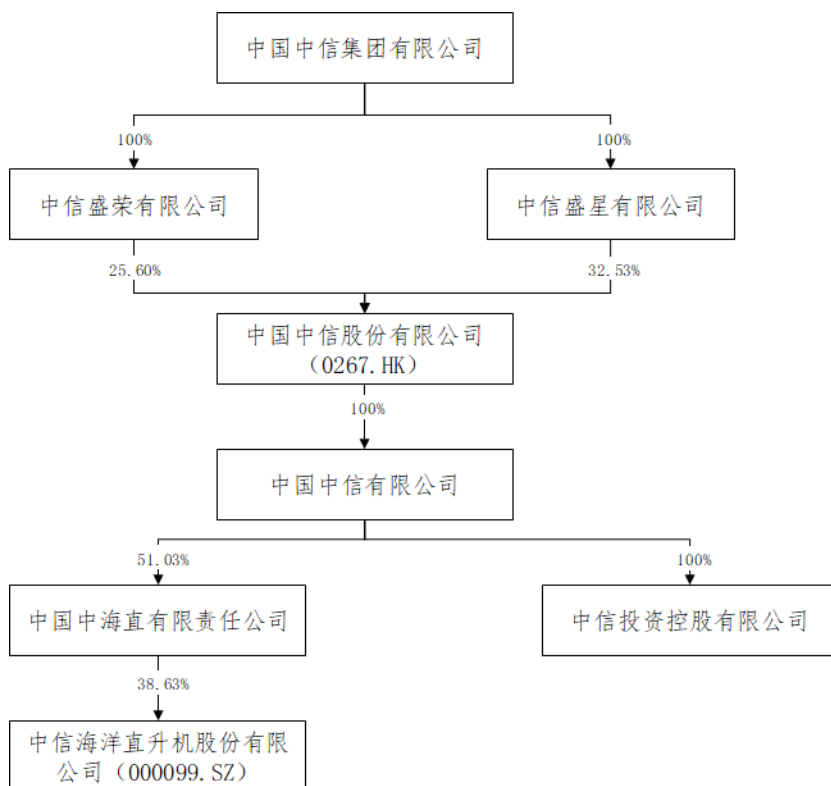 中国中信集团有限公司
100%
100%
中信盛荣有限公司
中信盛星有限公司
25.60%
32.53%
中国中信股份有限公司
（0267.HK）
100%
中国中信有限公司
51.03%
100%
中国中海直有限责任公司
中信投资控股有限公司
38.63%
中信海洋直升机股份有限
公司（000099.SZ）